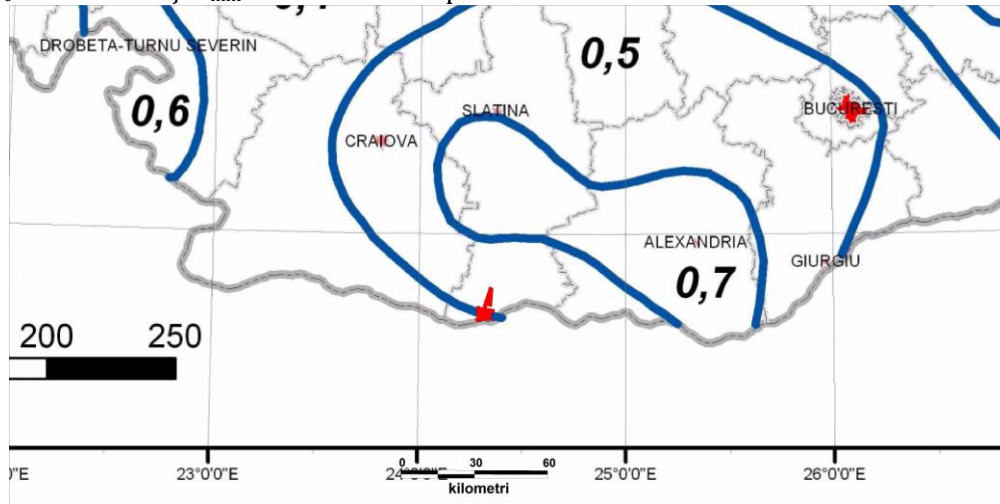 DROBETA-TURNU SEVERIN
0,5
0,6
SLATINA
BUCUREȘTI
CRAIOVA
ALEXANDRIA
GIURGIU
0,7
200 250
23°0'0"E
25°0'0"E
26°0'0"E
0 30 60
kilometri